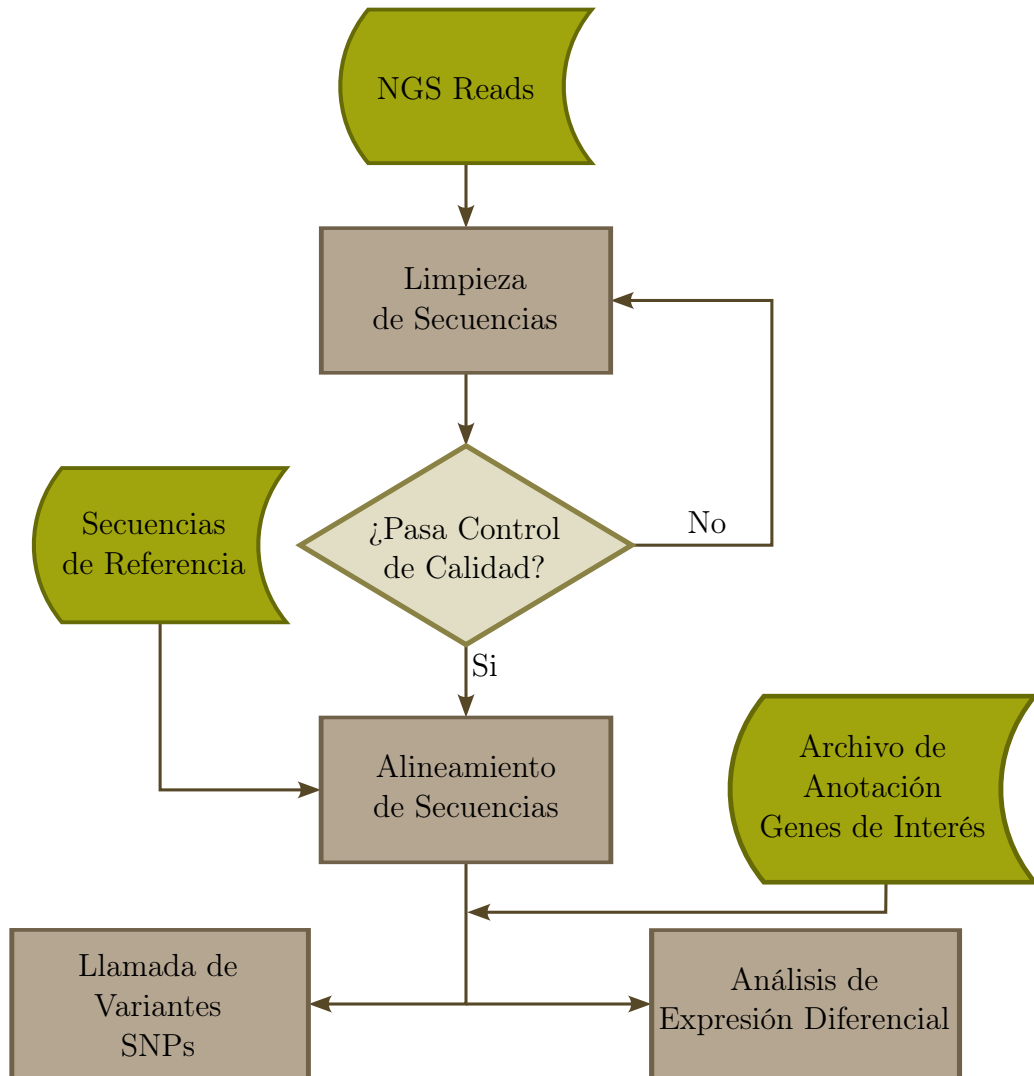 NGS Reads
Limpieza
de Secuencias
Secuencias
de Referencia
¿Pasa Control
de Calidad?
No
Si
Alineamiento
de Secuencias
Archivo de
Anotación
Genes de Interés
Llamada de
Variantes
SNPs
Análisis de
Expresión Diferencial